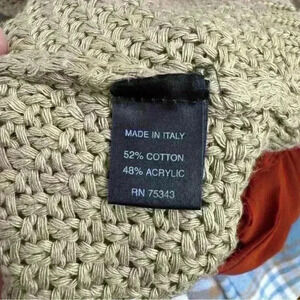 MADE IN ITALY
52% COTTON
48% ACRYLIC
RN 75343